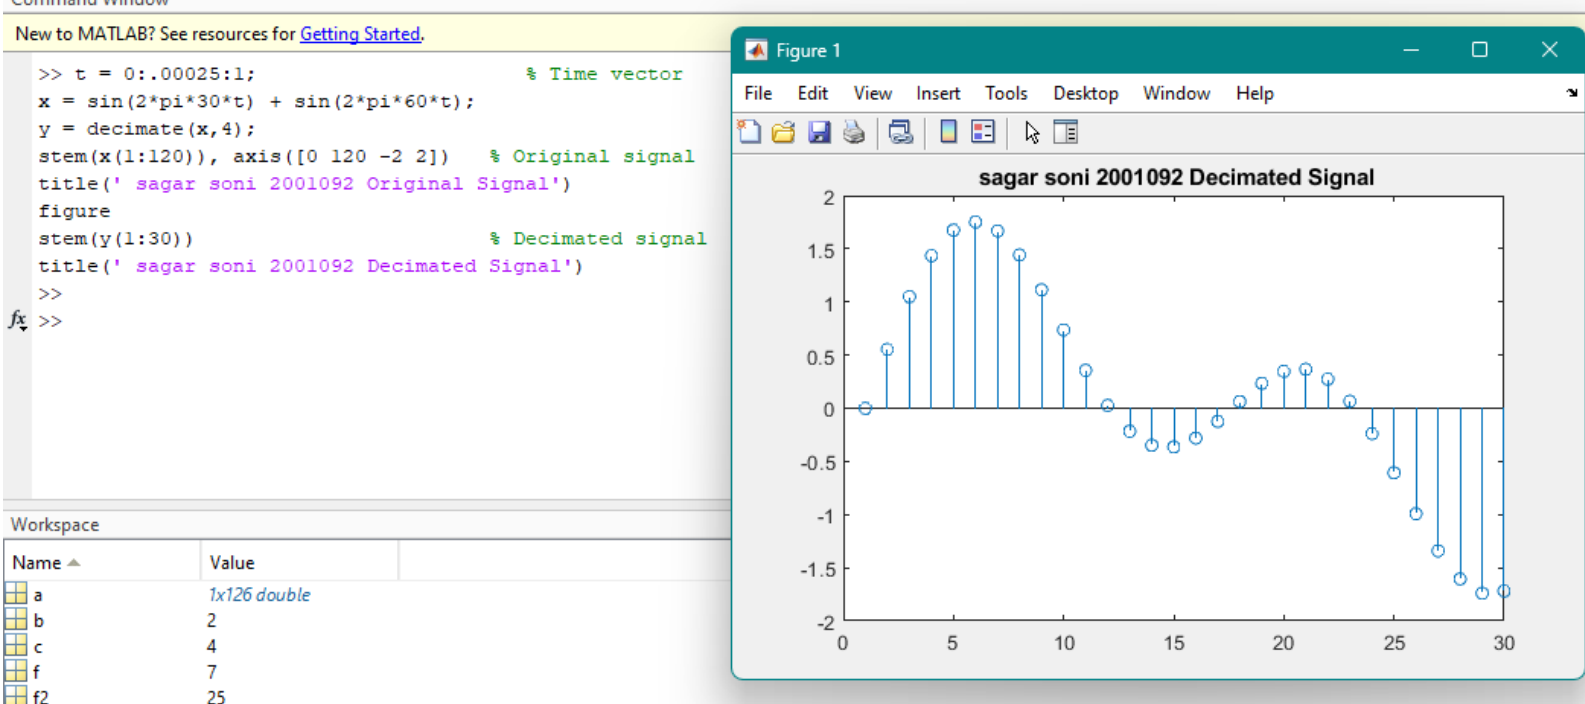 Command Window
New to MATLAB? See resources for Getting Started.
>> t = 0:.00025:1; % Time vector
x = sin(2*pi*30*t) + sin(2*pi*60*t);
y = decimate(x,4);
stem(x(1:120)), axis([0 120 -2 2]) % Original signal
title(' sagar soni 2001092 Original Signal')
figure
stem(y(1:30)) % Decimated signal
title(' sagar soni 2001092 Decimated Signal')
>>
fx >>
Workspace
Name Value
a 1x126 double
b 2
c 4
f 7
f2 25
Figure 1
File Edit View Insert Tools Desktop Window Help
sagar soni 2001092 Decimated Signal
2
1.5
1
0.5
0
-0.5
-1
-1.5
-2
0 5 10 15 20 25 30